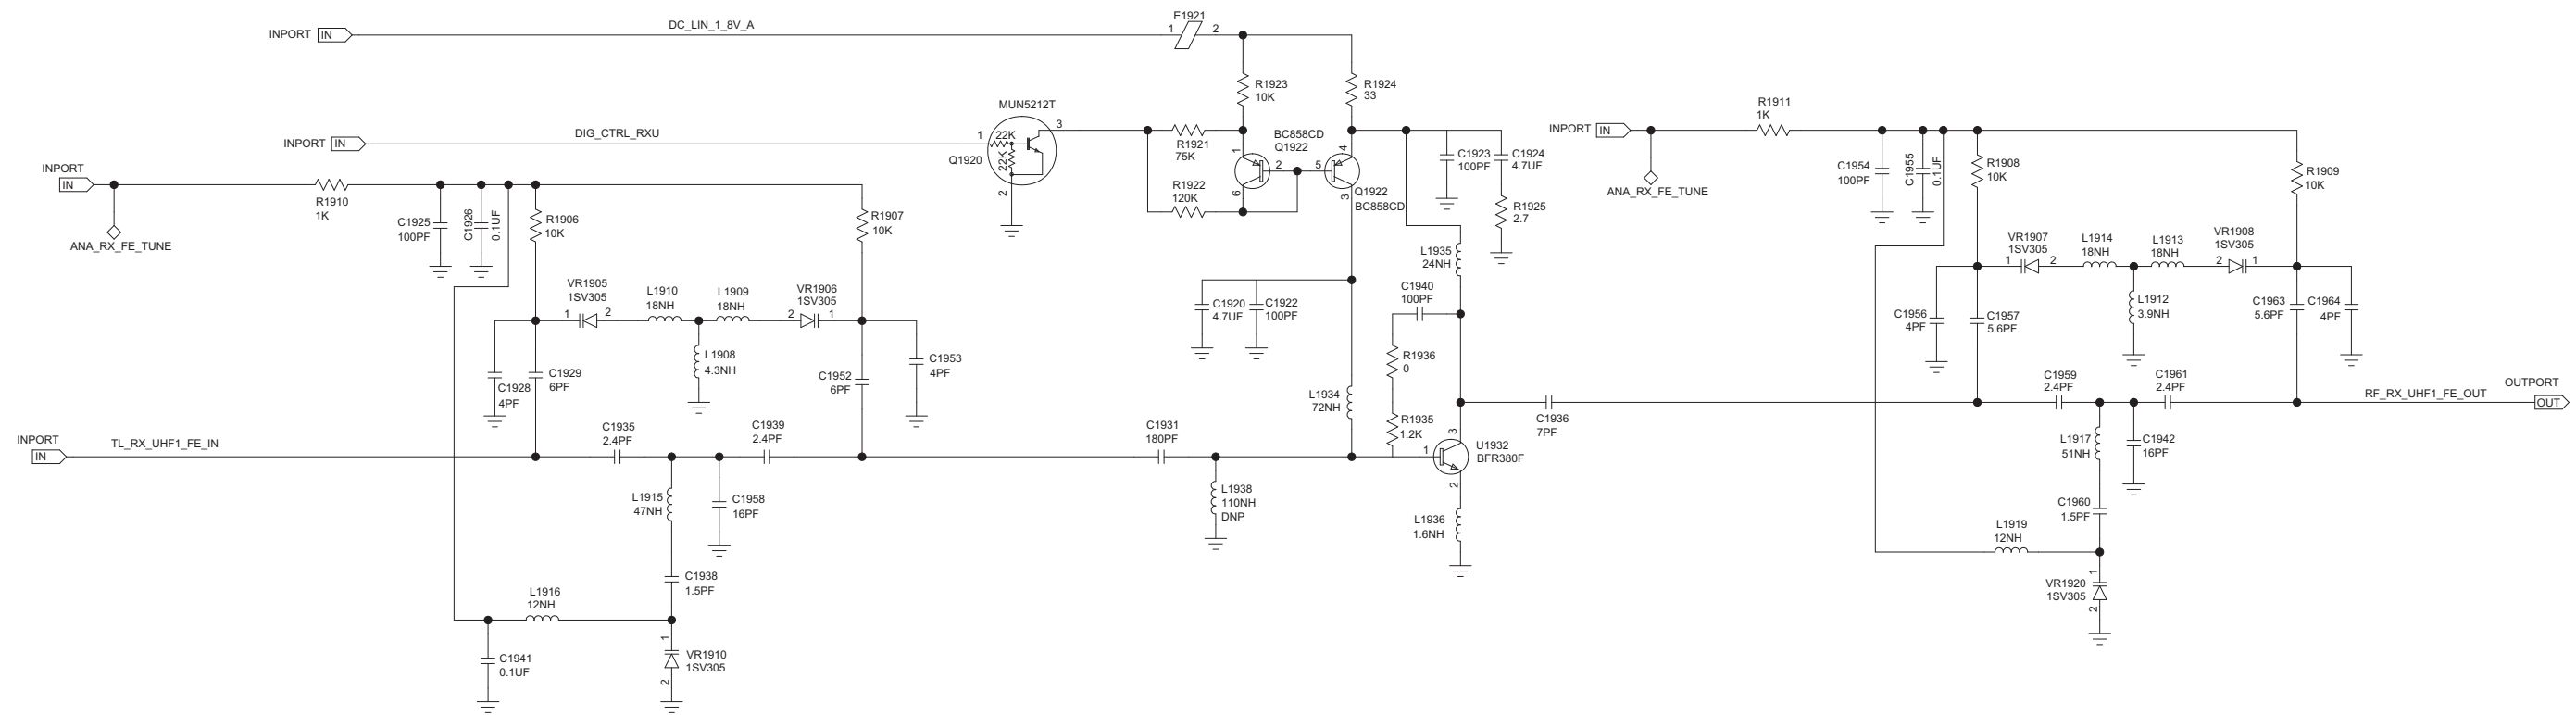 DC_LIN_1_8V_A
E1921
INPORT IN
1 2
R1923
10K
R1924
33
MUN5212T
R1911
1K
DIG_CTRL_RXU
INPORT IN
1
22K
22K
3
2
Q1920
R1921
75K
R1922
120K
BC858CD
Q1922
1
2
6
5
4
3
Q1922
BC858CD
C1923
100PF
C1924
4.7UF
R1925
2.7
INPORT IN
ANA_RX_FE_TUNE
C1954
100PF
C1955
0.1UF
R1908
10K
R1909
10K
INPORT
IN
ANA_RX_FE_TUNE
R1910
1K
C1925
100PF
C1926
0.1UF
R1906
10K
R1907
10K
VR1905
1SV305
1 2
L1910
18NH
L1909
18NH
VR1906
1SV305
2 1
L1908
4.3NH
C1928
4PF
C1929
6PF
C1952
6PF
C1953
4PF
C1920
4.7UF
C1922
100PF
L1935
24NH
C1940
100PF
R1936
0
L1934
72NH
R1935
1.2K
VR1907
1SV305
1 2
L1914
18NH
L1913
18NH
VR1908
1SV305
2 1
L1912
3.9NH
C1956
4PF
C1957
5.6PF
C1963
5.6PF
C1964
4PF
INPORT
IN
TL_RX_UHF1_FE_IN
C1935
2.4PF
C1939
2.4PF
C1931
180PF
1
3
2
U1932
BFR380F
C1936
7PF
C1959
2.4PF
C1961
2.4PF
RF_RX_UHF1_FE_OUT
OUTPORT
OUT
L1915
47NH
C1958
16PF
L1938
110NH
DNP
L1936
1.6NH
L1917
51NH
C1942
16PF
C1960
1.5PF
L1919
12NH
VR1920
1SV305
1
2
C1938
1.5PF
L1916
12NH
C1941
0.1UF
VR1910
1SV305
1
2